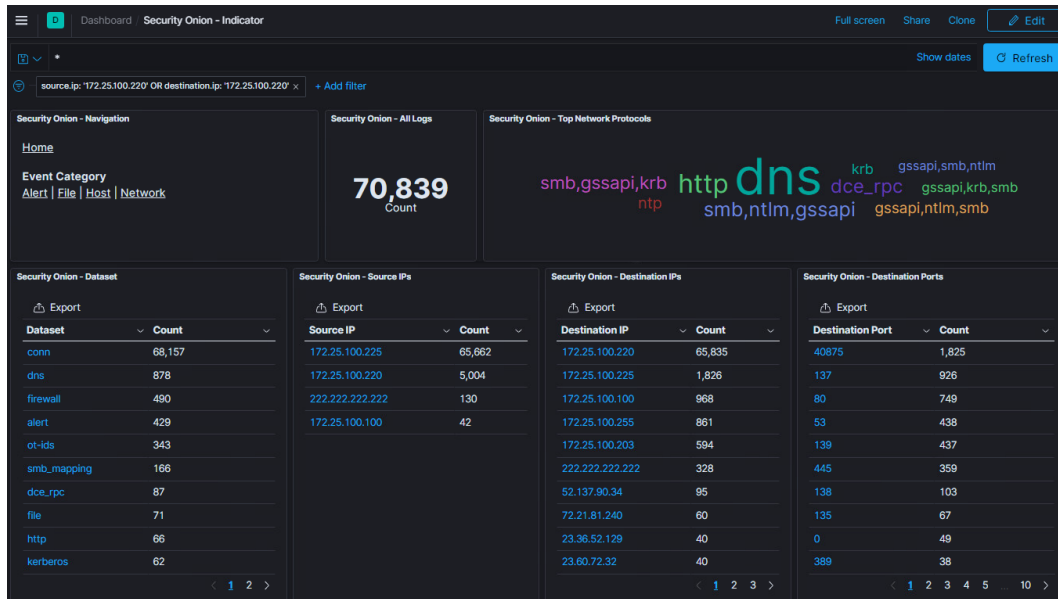 D Dashboard / Security Onion - Indicator Full screen Share Clone Edit
* Show dates Refresh
source.ip: '172.25.100.220' OR destination.ip: '172.25.100.220' × + Add filter
Security Onion - Navigation
Home
Event Category
Alert | File | Host | Network
Security Onion - All Logs
70,839
Count
Security Onion - Top Network Protocols
smb,gssapi,krb http dns krb gssapi,smb,ntlm
dce_rpc gssapi,krb,smb
ntp smb,ntlm,gssapi gssapi,ntlm,smb
Security Onion - Dataset
Export
Dataset Count
conn 68,157
dns 878
firewall 490
alert 429
ot-ids 343
smb_mapping 166
dce_rpc 87
file 71
http 66
kerberos 62
< 1 2 >
Security Onion - Source IPs
Export
Source IP Count
172.25.100.225 65,662
172.25.100.220 5,004
222.222.222.222 130
172.25.100.100 42
Security Onion - Destination IPs
Export
Destination IP Count
172.25.100.220 65,835
172.25.100.225 1,826
172.25.100.100 968
172.25.100.255 861
172.25.100.203 594
222.222.222.222 328
52.137.90.34 95
72.21.81.240 60
23.36.52.129 40
23.60.72.32 40
< 1 2 3 >
Security Onion - Destination Ports
Export
Destination Port Count
40875 1,825
137 926
80 749
53 438
139 437
445 359
138 103
135 67
0 49
389 38
< 1 2 3 4 5 ... 10 >